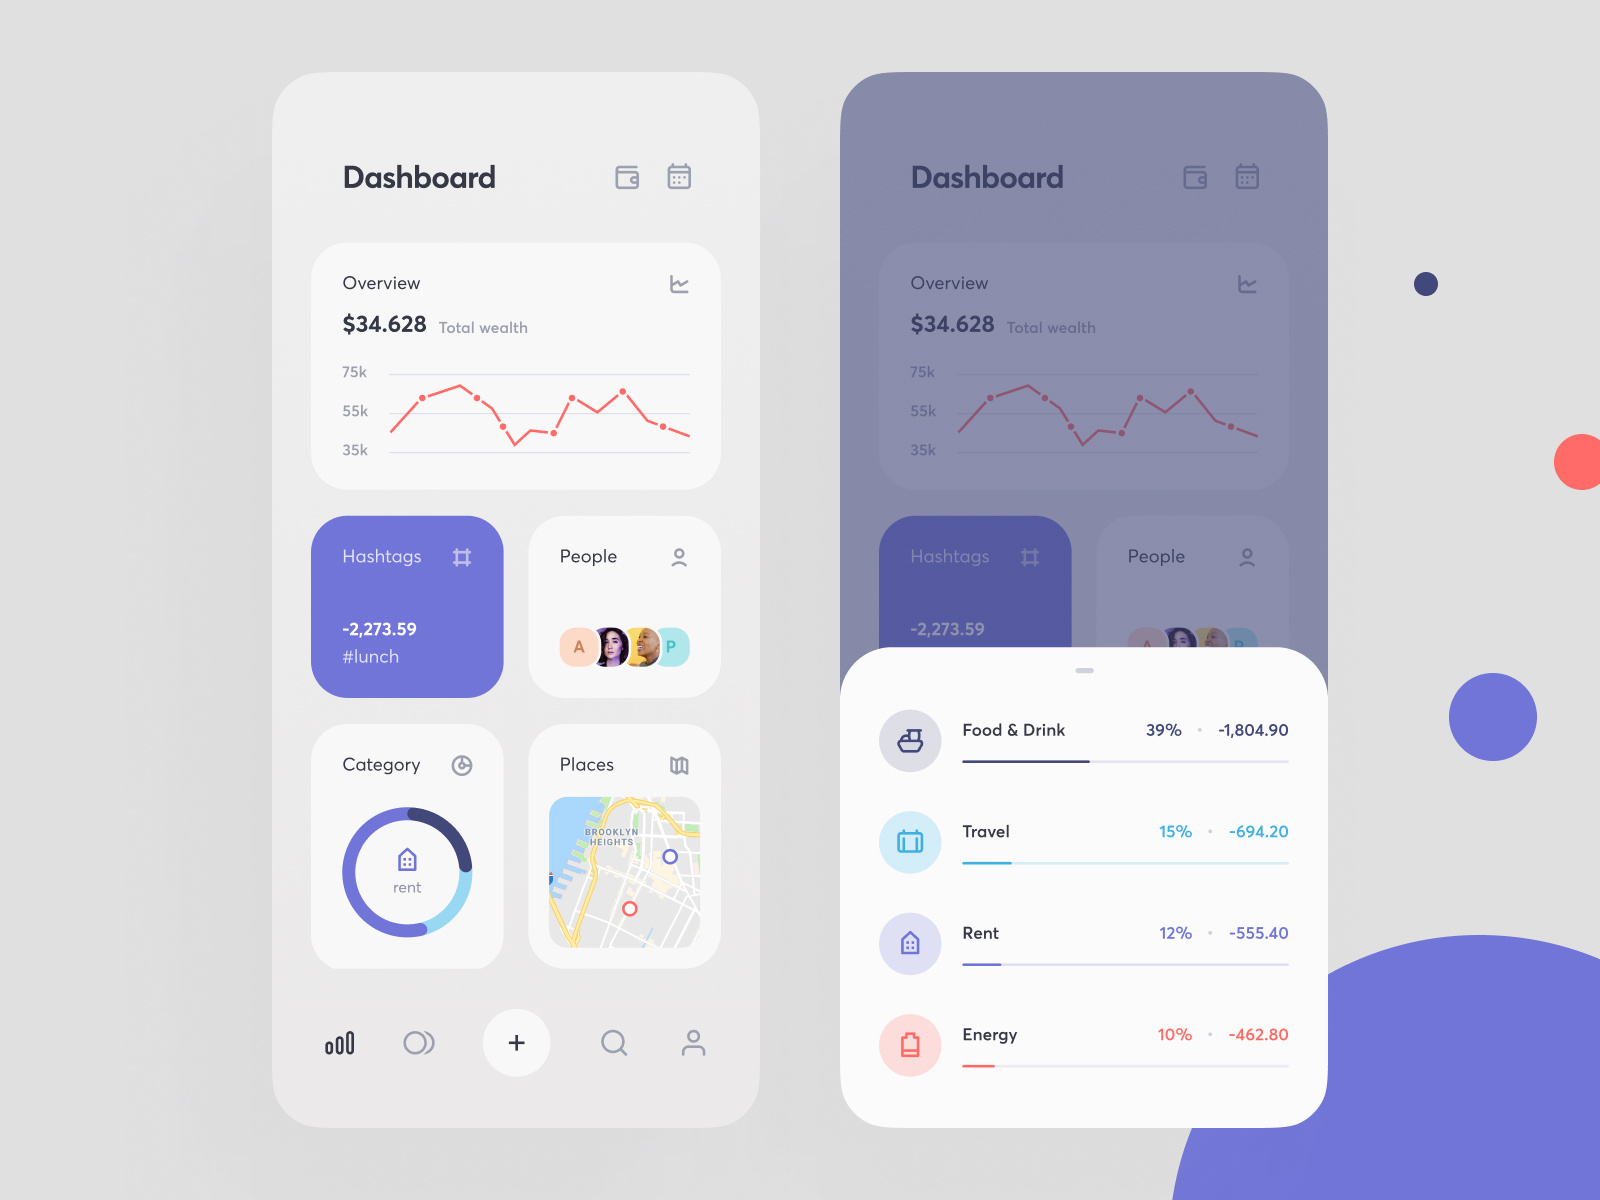 Dashboard
Overview
$34.628 Total wealth
75k
55k
35k
Hashtags
-2,273.59
#lunch
People
A
P
Category
rent
Places
BROOKLYN
HEIGHTS
+
Dashboard
Overview
$34.628 Total wealth
75k
55k
35k
Hashtags
-2,273.59
People
A
P
Food & Drink 39% • -1,804.90
Travel 15% • -694.20
Rent 12% • -555.40
Energy 10% • -462.80